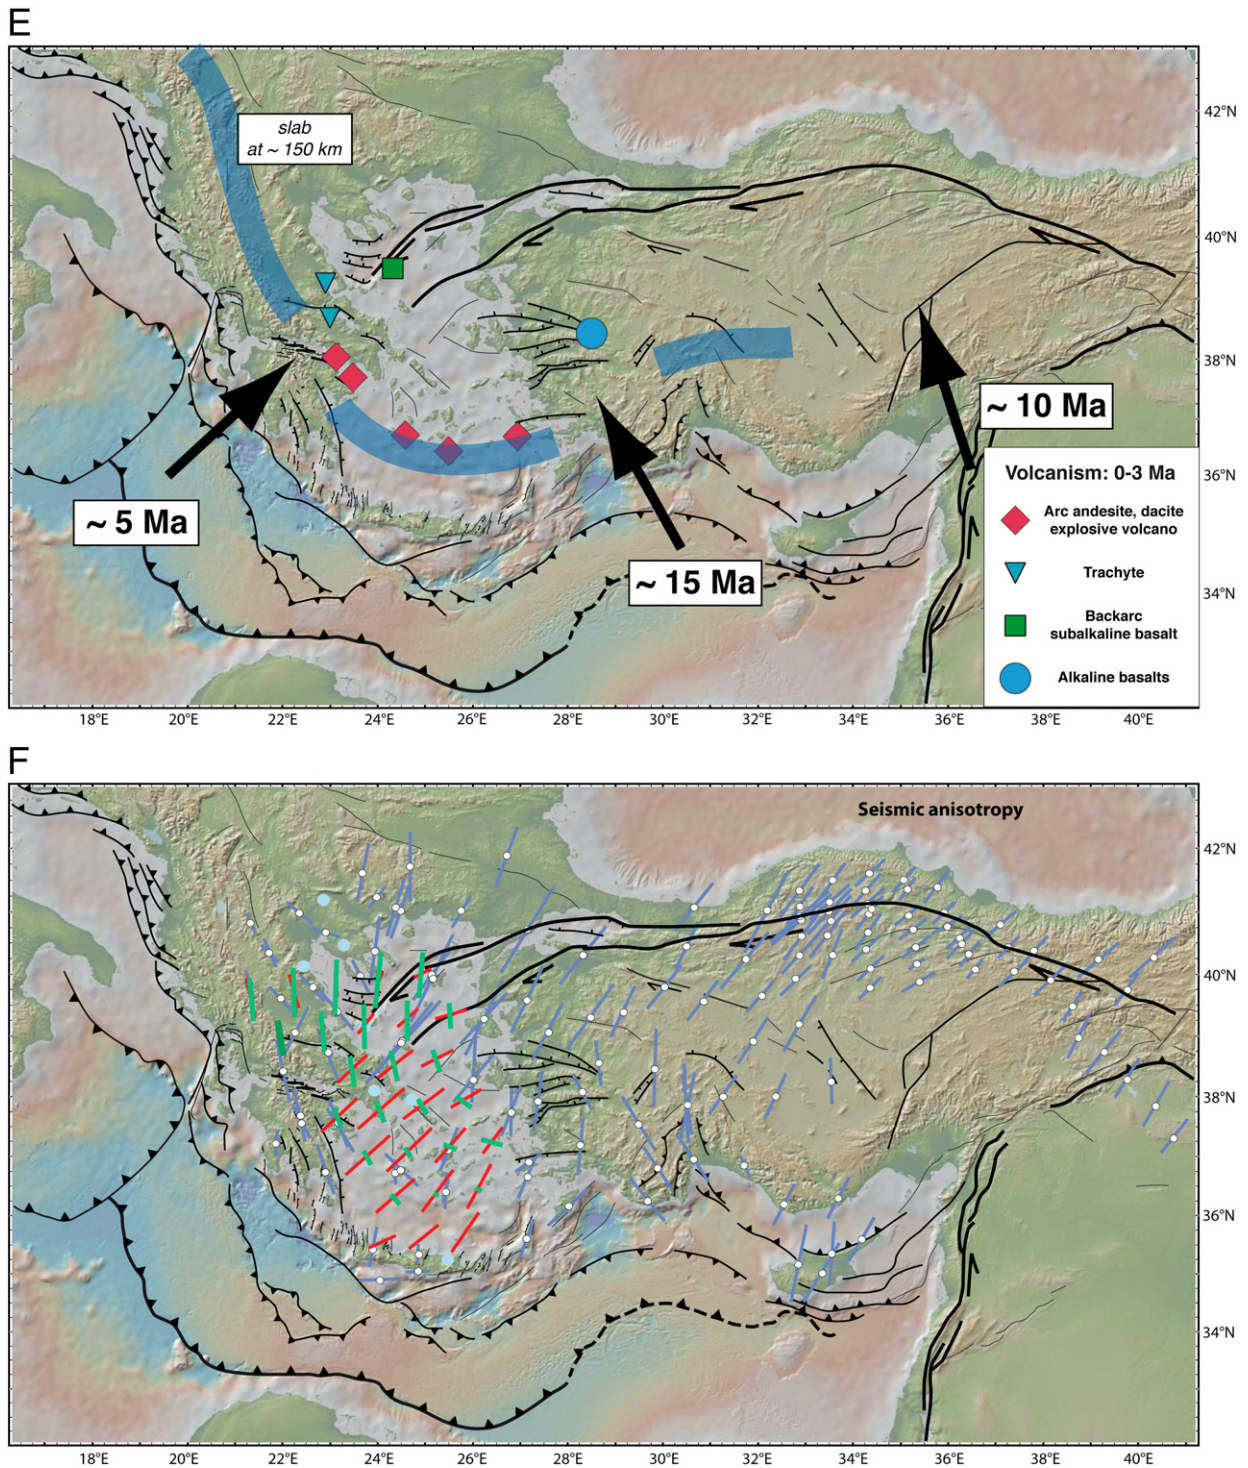 E
slab
at ~ 150 km
42°N
40°N
38°N
~ 10 Ma
36°N
Volcanism: 0-3 Ma
~ 5 Ma
Arc andesite, dacite
explosive volcano
~ 15 Ma
Trachyte
34°N
Backarc
subalkaline basalt
Alkaline basalts
18°E 20°E 22°E 24°E 26°E 28°E 30°E 32°E 34°E 36°E 38°E 40°E
F
Seismic anisotropy
42°N
40°N
38°N
36°N
34°N
18°E 20°E 22°E 24°E 26°E 28°E 30°E 32°E 34°E 36°E 38°E 40°E